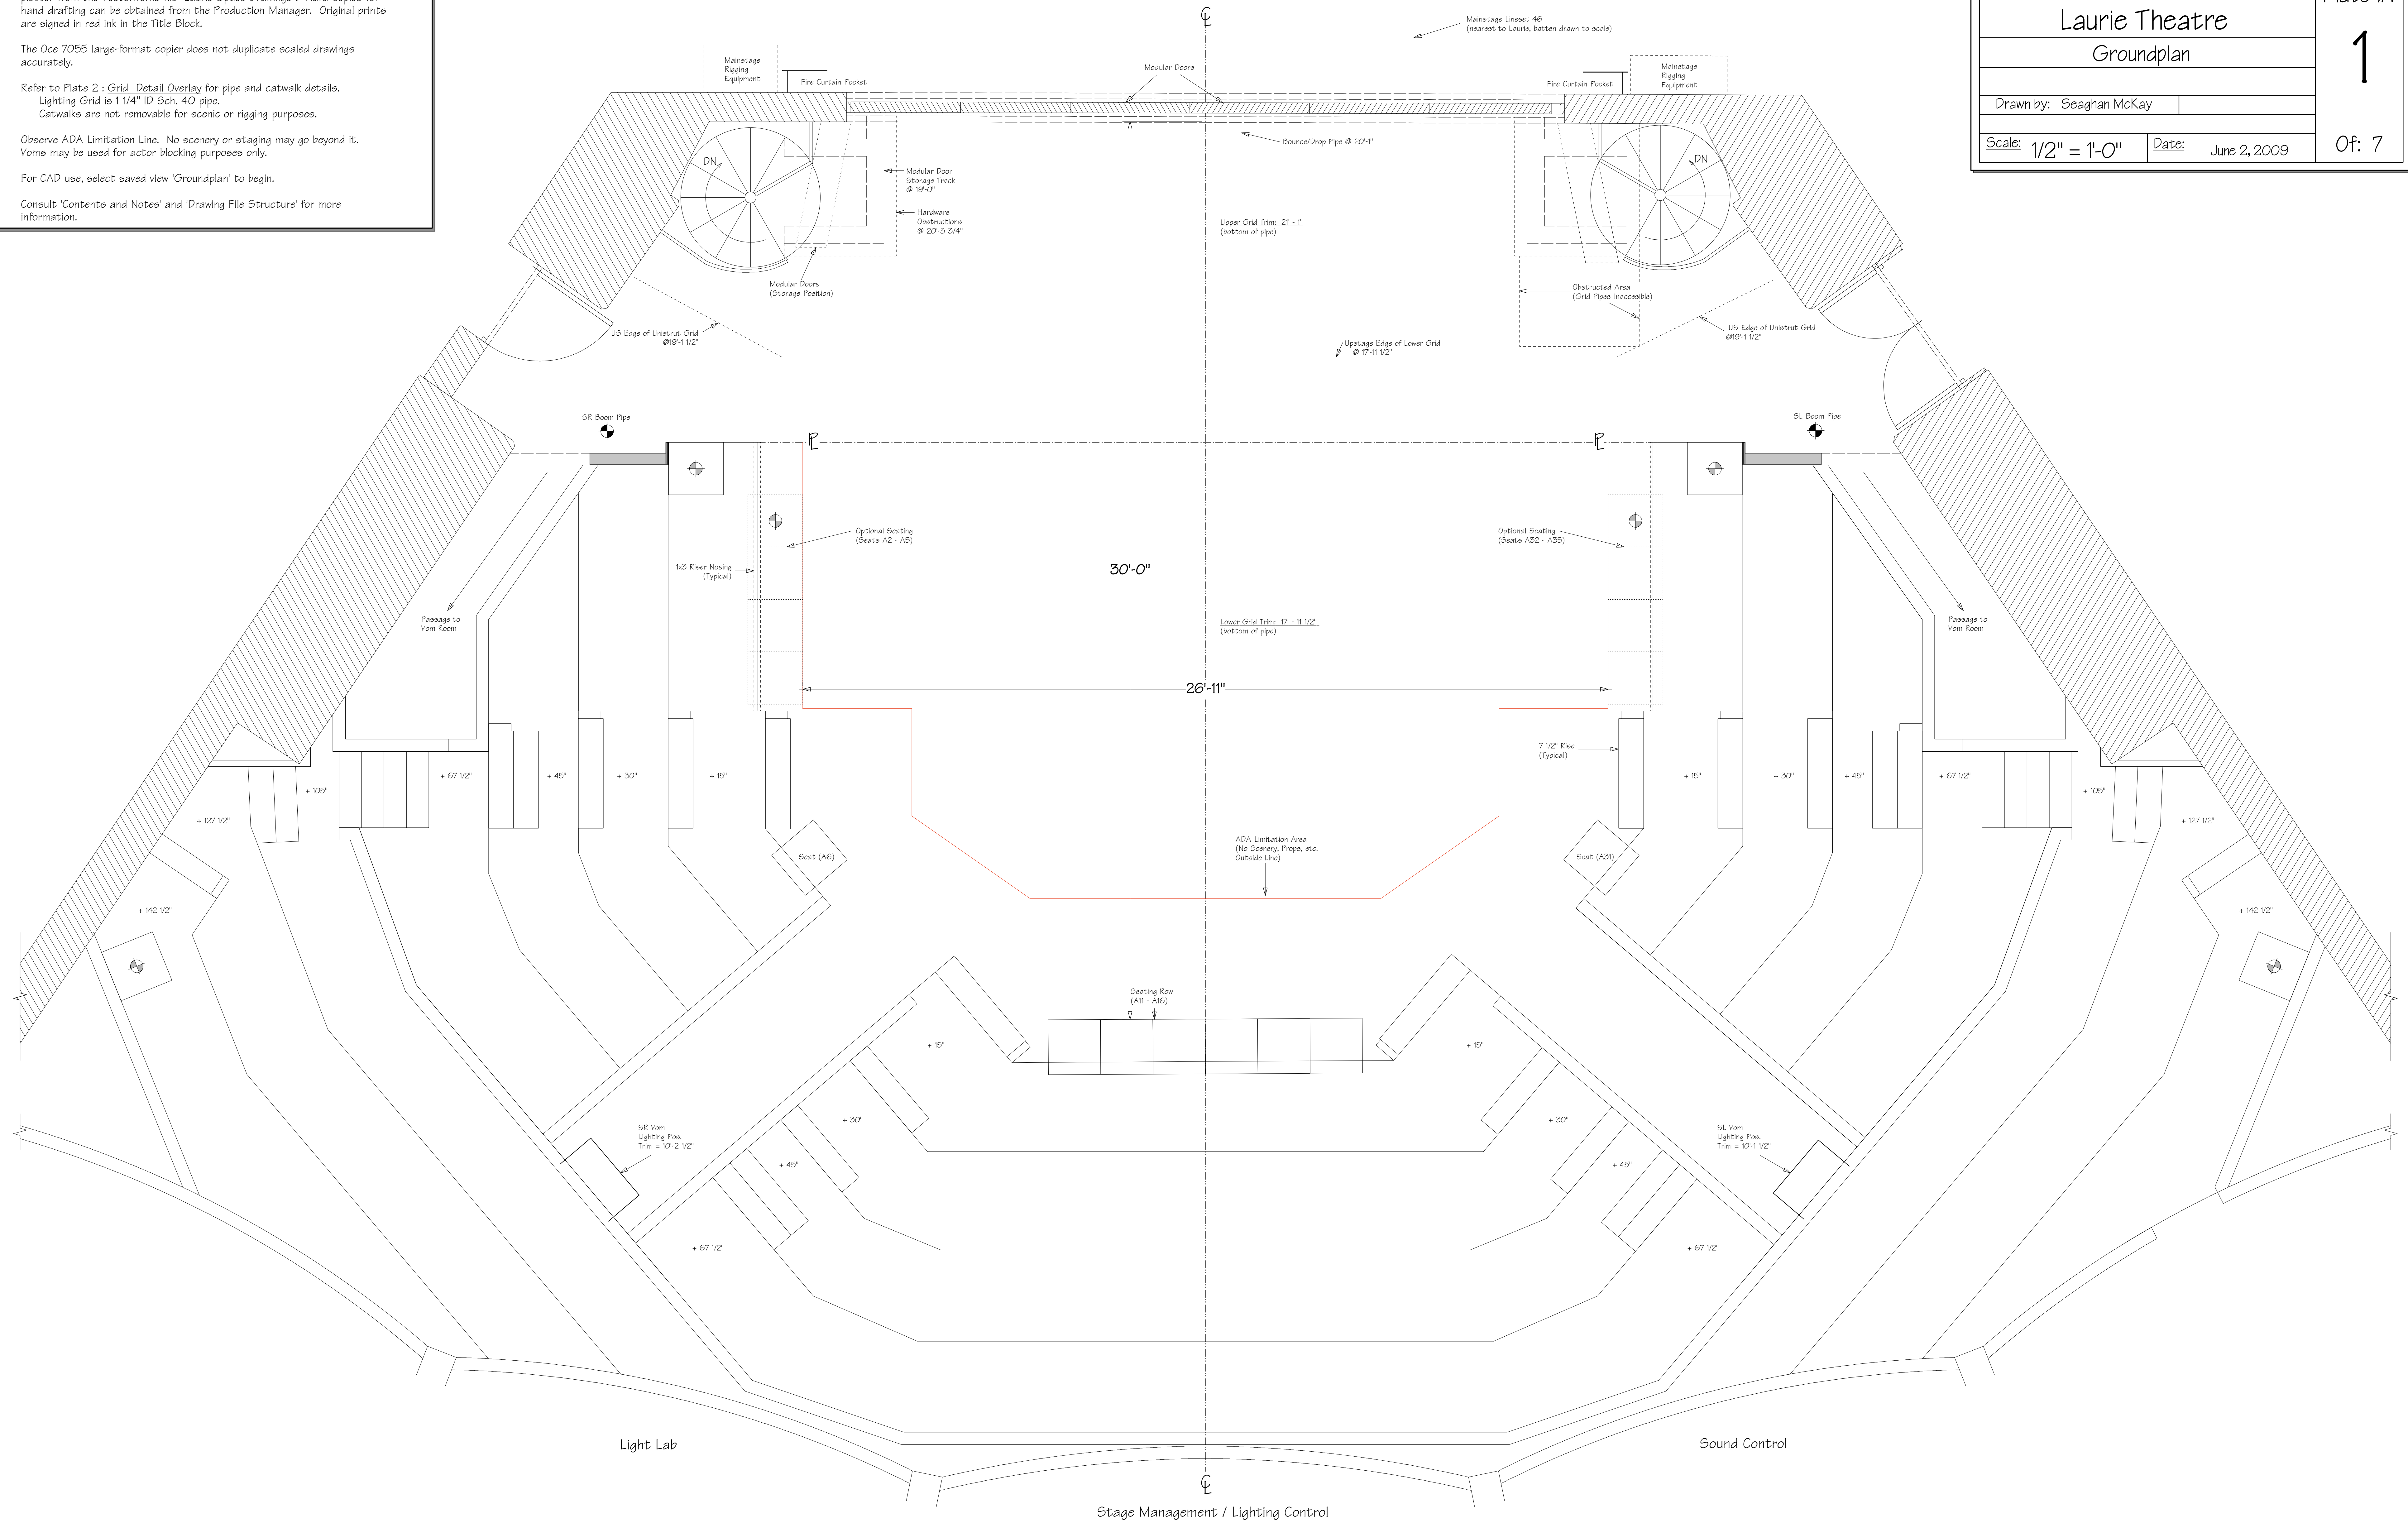 hand drafting can be obtained from the Production Manager. Original prints
are signed in red ink in the Title Block.
The Oce 7055 large-format copier does not duplicate scaled drawings
accurately.
Refer to Plate 2 : Grid Detail Overlay for pipe and catwalk details.
Lighting Grid is 1 1/4" ID Sch. 40 pipe.
Catwalks are not removable for scenic or rigging purposes.
Observe ADA Limitation Line. No scenery or staging may go beyond it.
Voms may be used for actor blocking purposes only.
For CAD use, select saved view 'Groundplan' to begin.
Consult 'Contents and Notes' and 'Drawing File Structure' for more
information.
Laurie Theatre
Groundplan
Drawn by: Seaghan McKay
Scale: 1/2" = 1'-0"
Date: June 2, 2009
1
Of: 7
CL
Mainstage Lineset 46
(nearest to Laurie, batten drawn to scale)
Mainstage
Rigging
Equipment
Fire Curtain Pocket
Modular Doors
Fire Curtain Pocket
Mainstage
Rigging
Equipment
Bounce/Drop Pipe @ 20'-1"
DN
DN
Modular Door
Storage Track
@ 19'-0"
Hardware
Obstructions
@ 20'-3 3/4"
Upper Grid Trim: 21' - 1"
(bottom of pipe)
Modular Doors
(Storage Position)
Obstructed Area
(Grid Pipes Inaccesible)
US Edge of Unistrut Grid
@19'-1 1/2"
US Edge of Unistrut Grid
@19'-1 1/2"
Upstage Edge of Lower Grid
@ 17'-11 1/2"
SR Boom Pipe
SL Boom Pipe
PL
PL
Optional Seating
(Seats A2 - A5)
Optional Seating
(Seats A32 - A35)
1x3 Riser Nosing
(Typical)
30'-0"
Passage to
Vom Room
Lower Grid Trim: 17' - 11 1/2"
(bottom of pipe)
Passage to
Vom Room
26'-11"
7 1/2" Rise
(Typical)
+ 127 1/2"
+ 105"
+ 67 1/2"
+ 45"
+ 30"
+ 15"
+ 15"
+ 30"
+ 45"
+ 67 1/2"
+ 105"
+ 127 1/2"
Seat (A6)
ADA Limitation Area
(No Scenery, Props, etc.
Outside Line)
Seat (A31)
+ 142 1/2"
+ 142 1/2"
Seating Row
(A11 - A16)
+ 15"
+ 15"
+ 30"
+ 30"
SR Vom
Lighting Pos.
Trim = 10'-2 1/2"
SL Vom
Lighting Pos.
Trim = 10'-1 1/2"
+ 45"
+ 45"
+ 67 1/2"
+ 67 1/2"
Light Lab
Sound Control
CL
Stage Management / Lighting Control